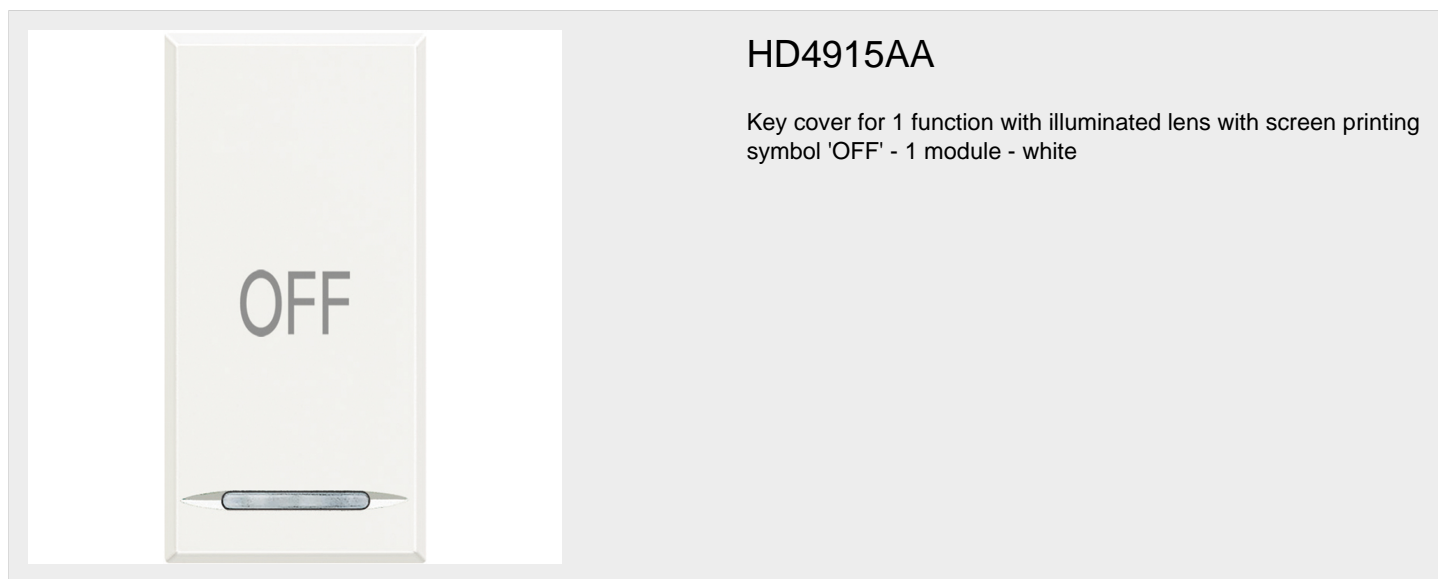 HD4915AA
Key cover for 1 function with illuminated lens with screen printing
symbol 'OFF' - 1 module - white
OFF